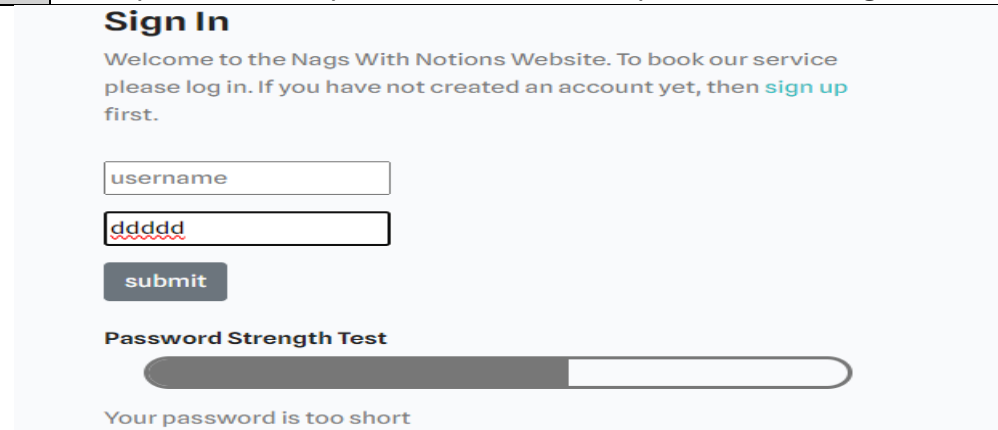 Sign In
Welcome to the Nags With Notions Website. To book our service
please log in. If you have not created an account yet, then sign up
first.
username
ddddd
submit
Password Strength Test
Your password is too short